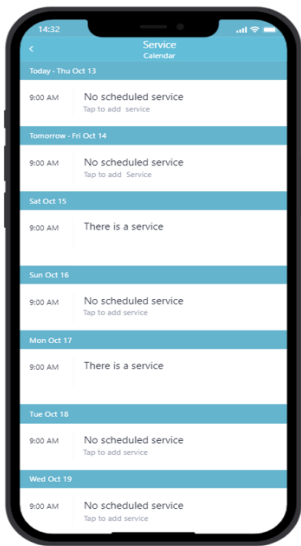 14:32
Service
Calendar
Today - Thu Oct 13
9:00 AM No scheduled service
Tap to add service
Tomorrow - Fri Oct 14
9:00 AM No scheduled service
Tap to add Service
Sat Oct 15
9:00 AM There is a service
Sun Oct 16
9:00 AM No scheduled service
Tap to add service
Mon Oct 17
9:00 AM There is a service
Tue Oct 18
9:00 AM No scheduled service
Tap to add service
Wed Oct 19
9:00 AM No scheduled service
Tap to add service